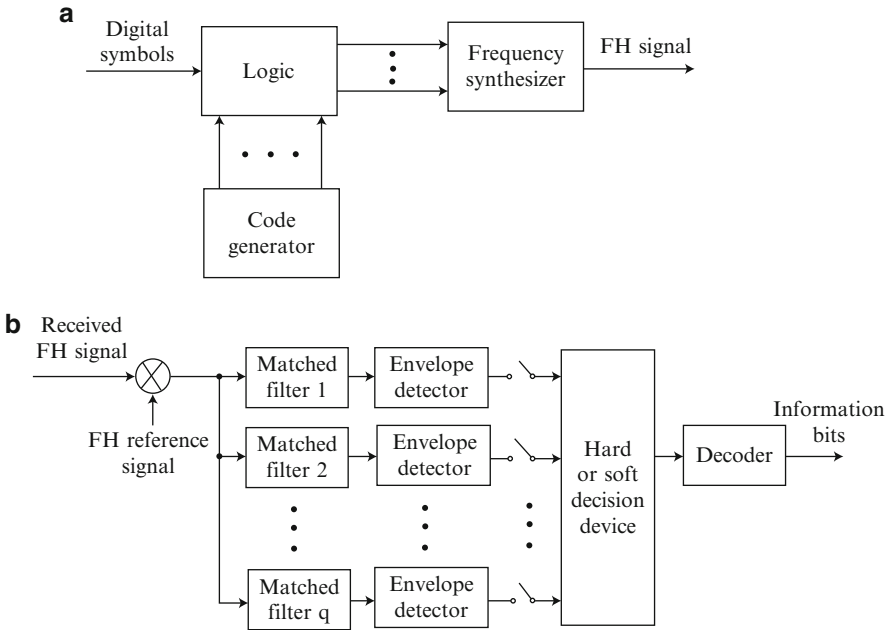 a
Digital
symbols
Logic
Frequency
synthesizer
FH signal
Code
generator
b
Received
FH signal
FH reference
signal
Matched
filter 1
Envelope
detector
Matched
filter 2
Envelope
detector
Matched
filter q
Envelope
detector
Hard
or soft
decision
device
Decoder
Information
bits